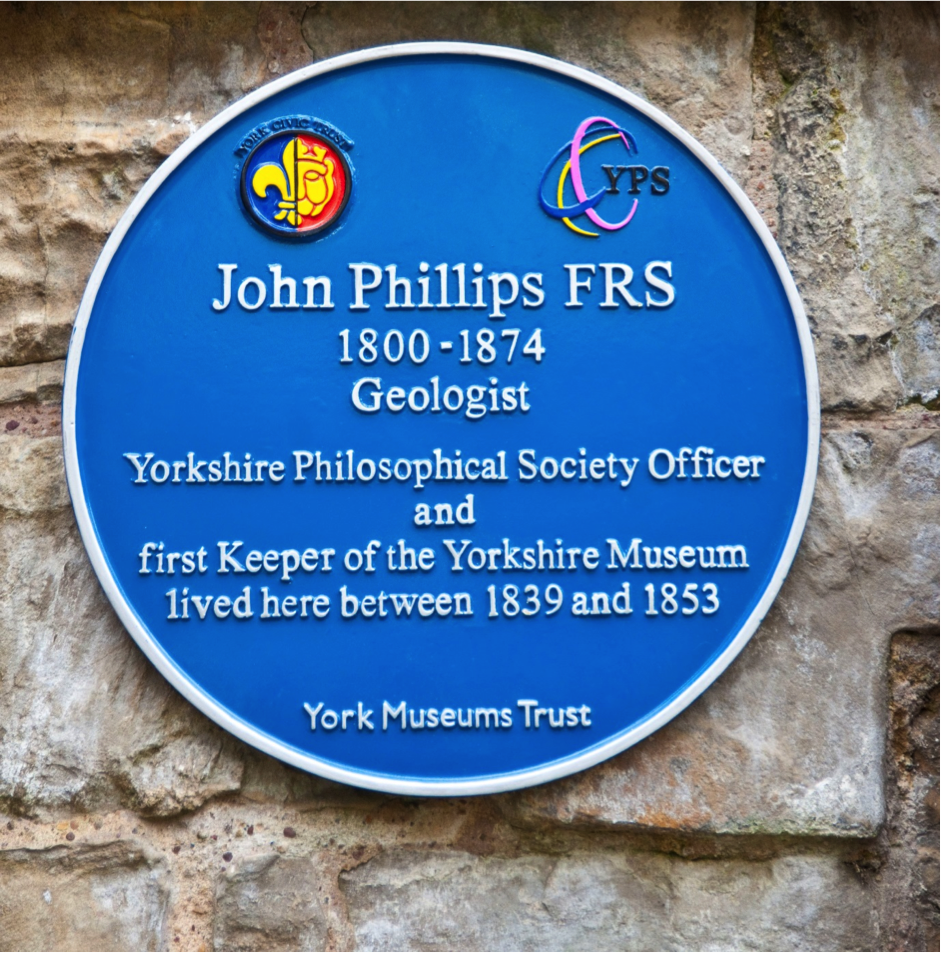 YORK CIVIC TRUST
YPS
John Phillips FRS
1800-1874
Geologist
Yorkshire Philosophical Society Officer
and
first Keeper of the Yorkshire Museum
lived here between 1839 and 1853
York Museums Trust